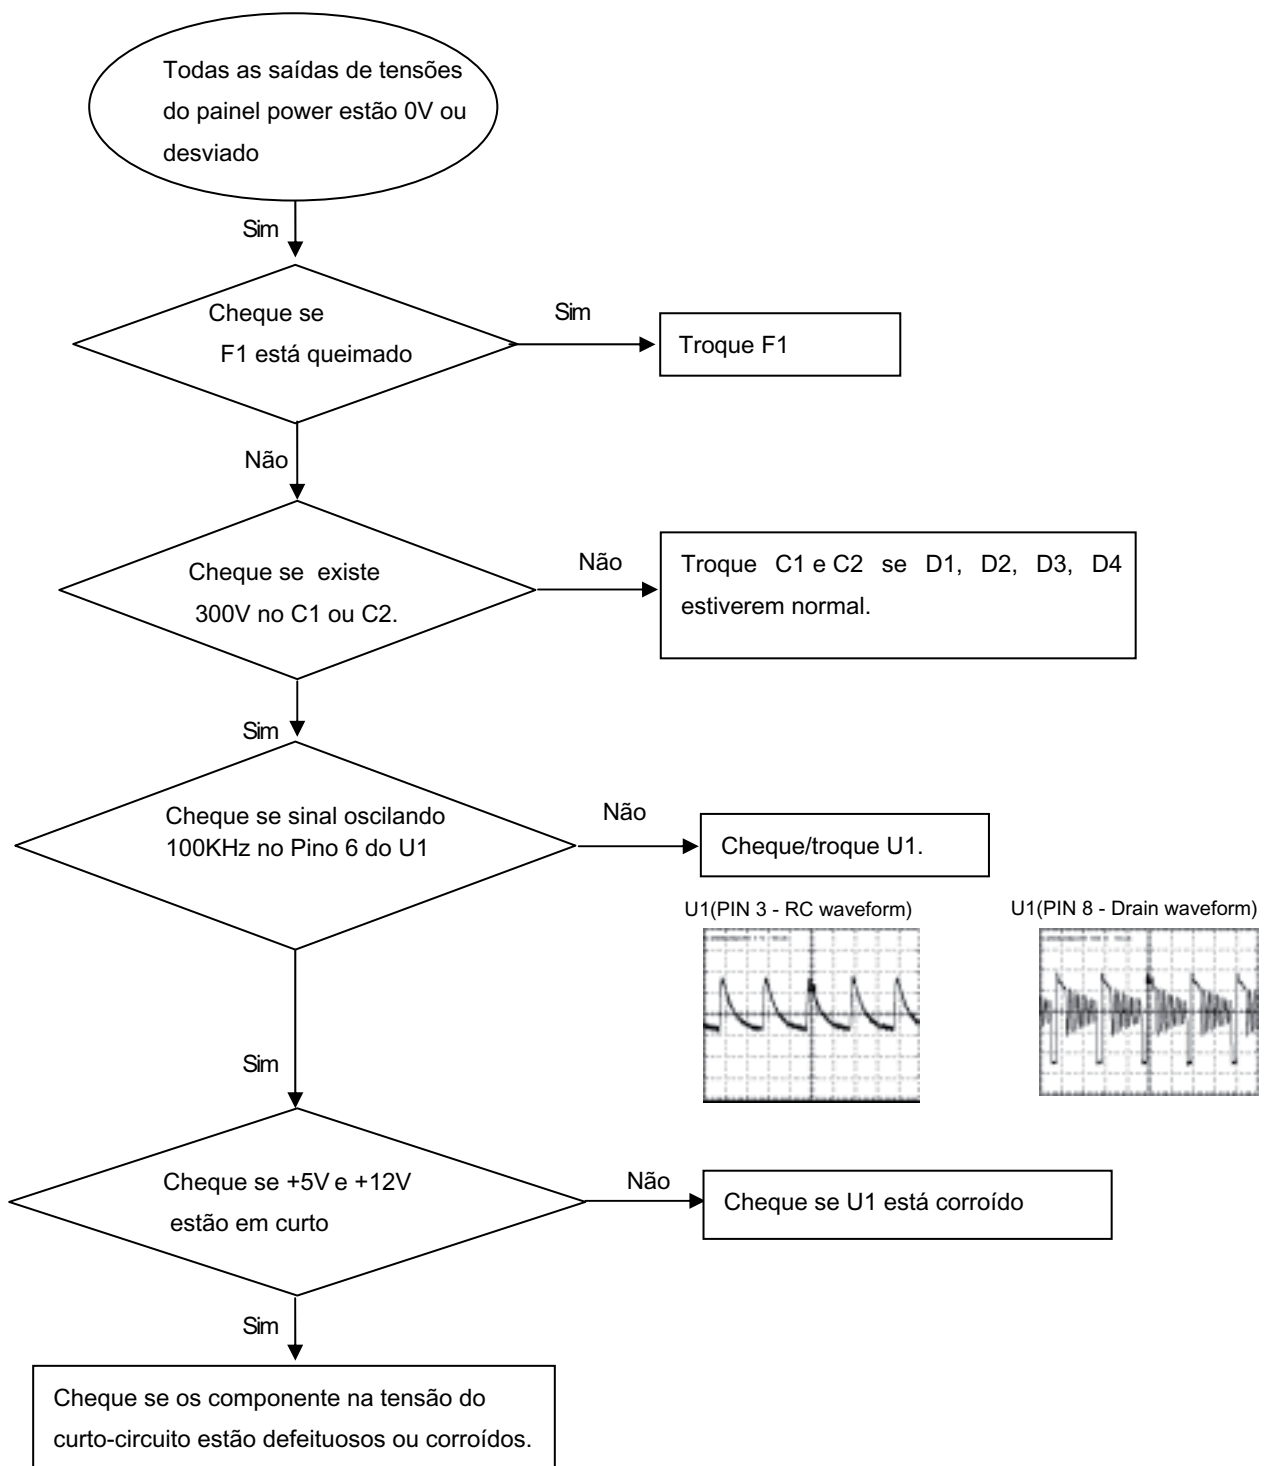 Todas as saídas de tensões
do painel power estão 0V ou
desviado
Sim
Cheque se
F1 está queimado
Sim
Troque F1
Não
Cheque se existe
300V no C1 ou C2.
Não
Troque C1 e C2 se D1, D2, D3, D4
estiverem normal.
Sim
Cheque se sinal oscilando
100KHz no Pino 6 do U1
Não
Cheque/troque U1.
U1(PIN 3 - RC waveform)
U1(PIN 8 - Drain waveform)
Sim
Cheque se +5V e +12V
estão em curto
Não
Cheque se U1 está corroído
Sim
Cheque se os componente na tensão do
curto-circuito estão defeituosos ou corroídos.